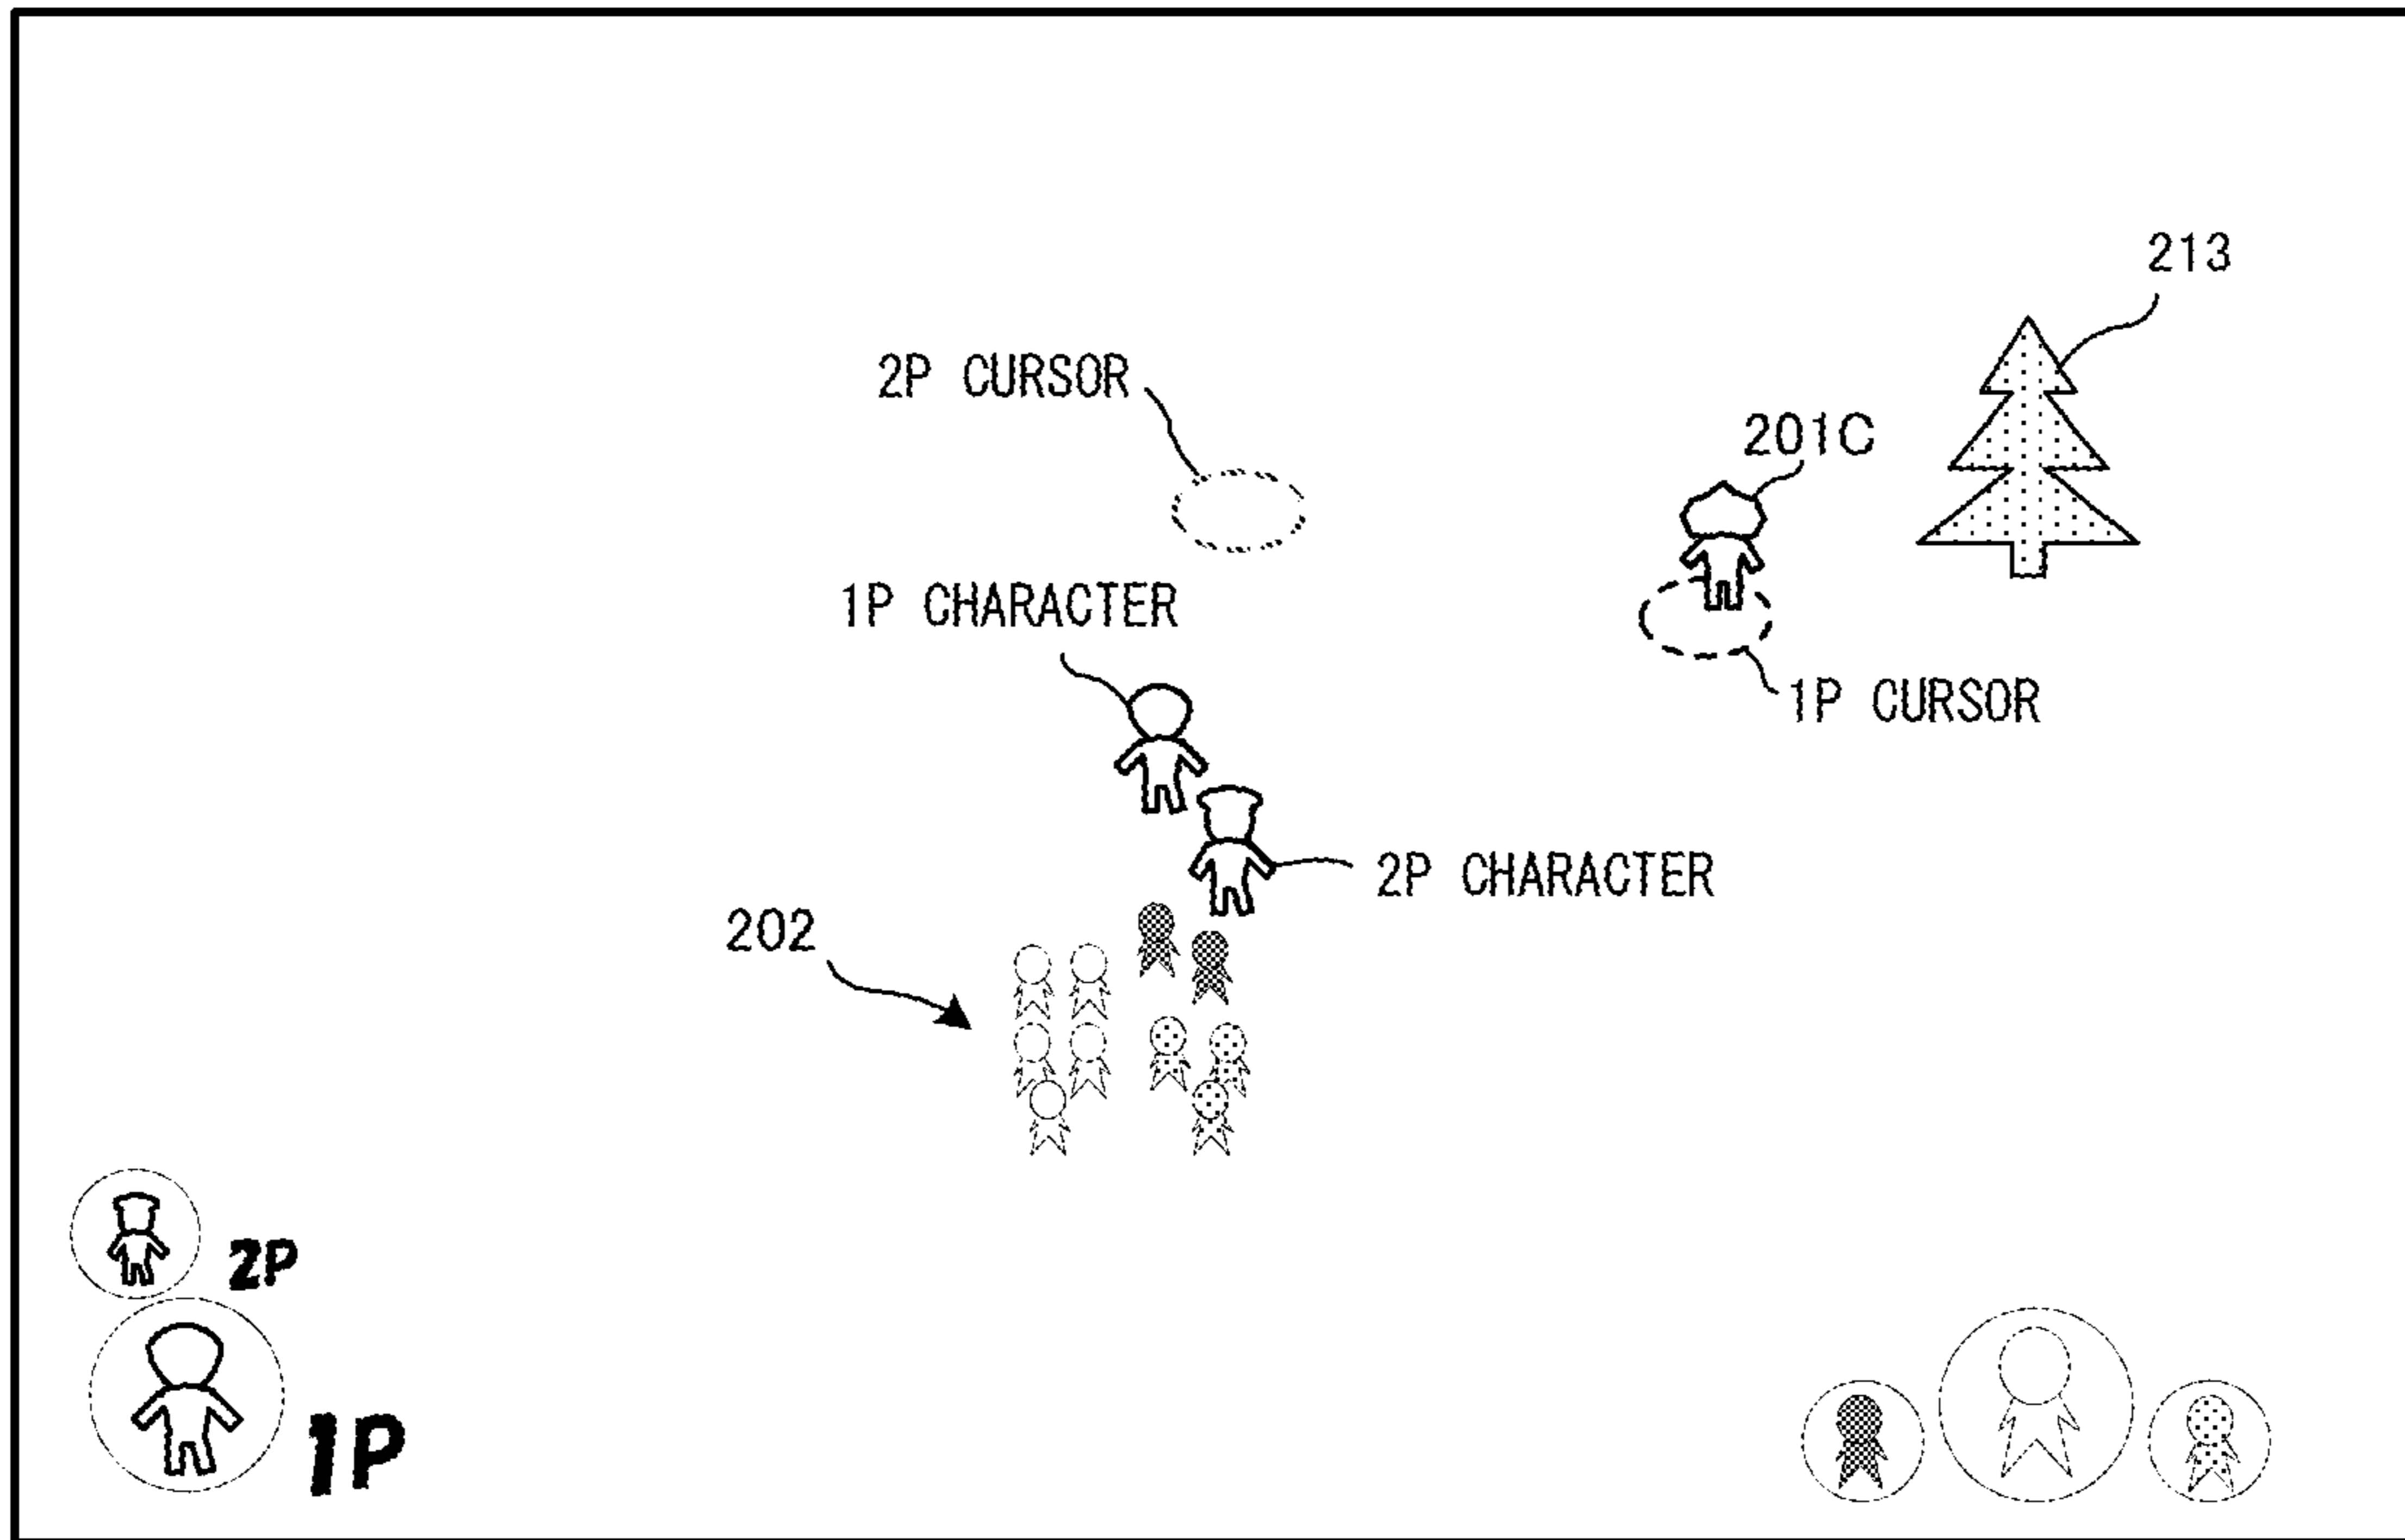 213
2P CURSOR
201C
1P CHARACTER
1P CURSOR
2P CHARACTER
202
2P
1P